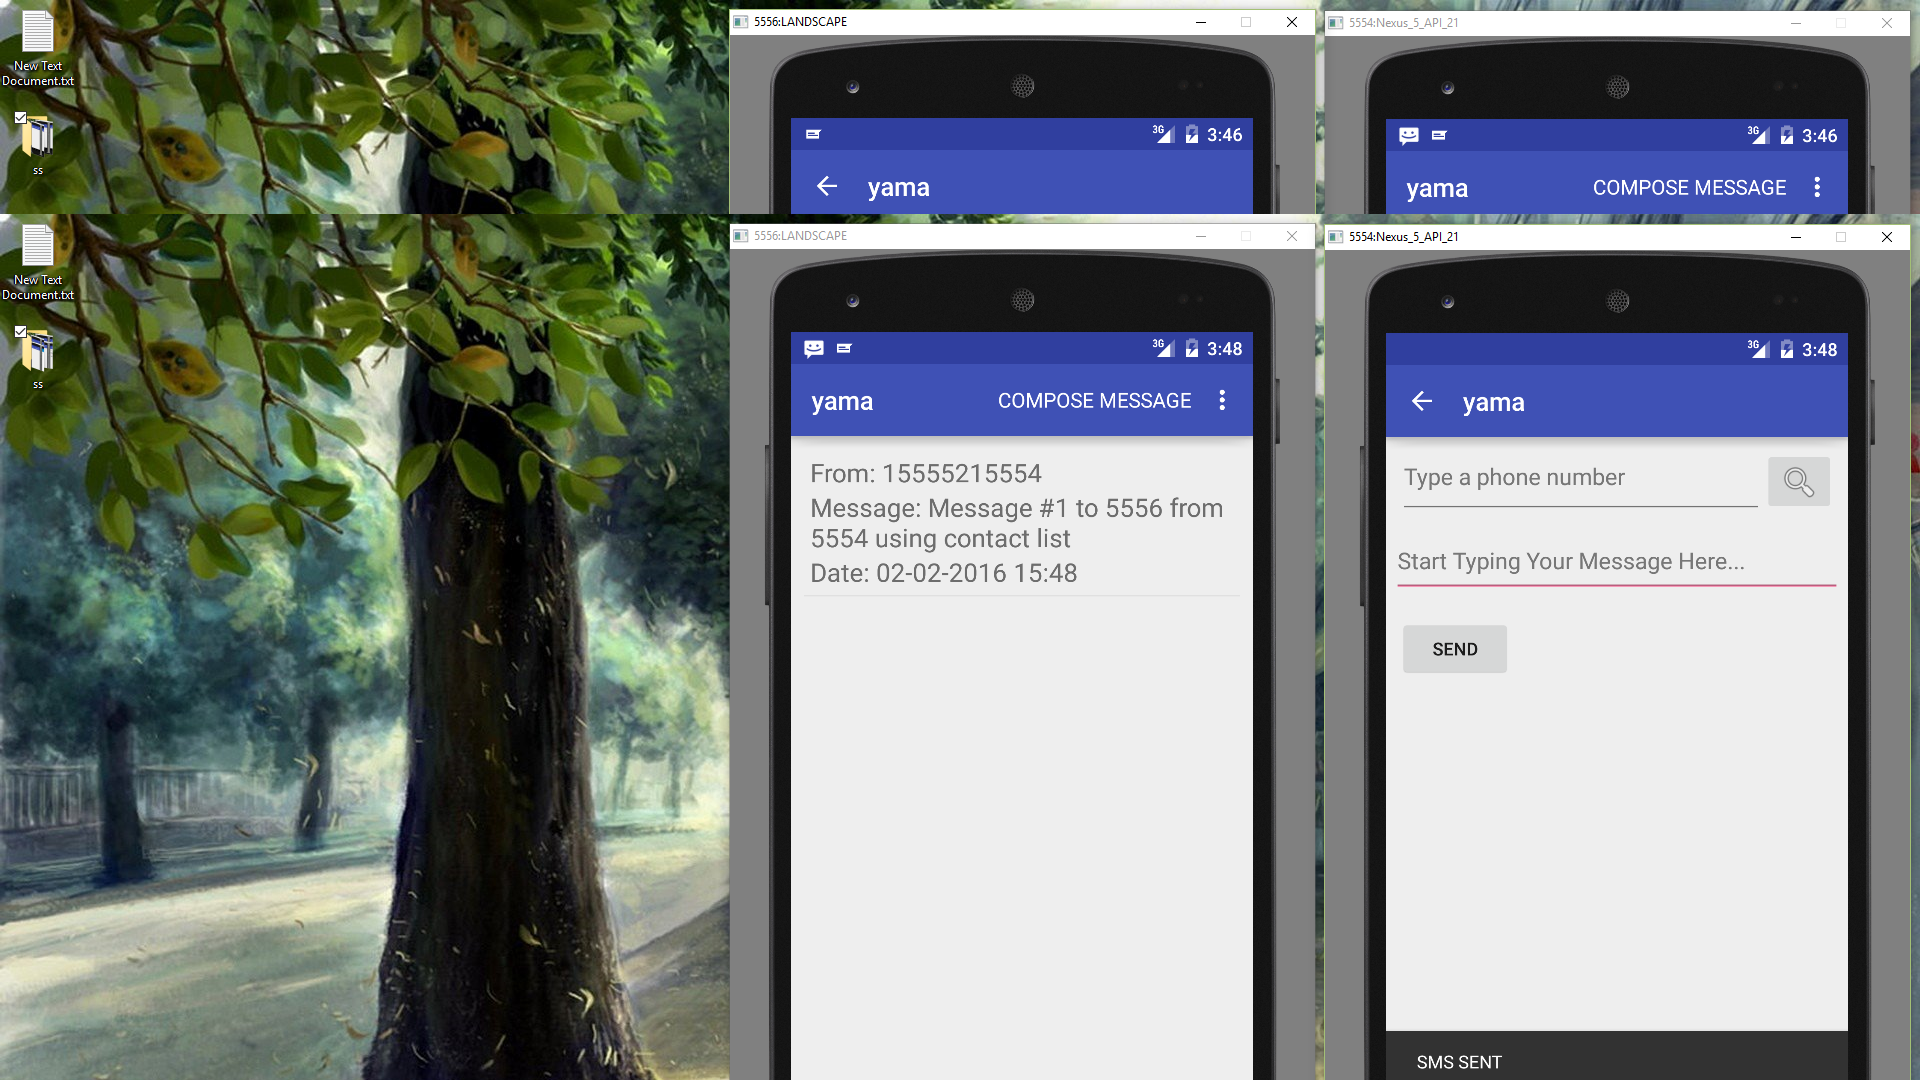 New Text
Document.txt
ss
5556:LANDSCAPE
3G
3:46
yama
5554:Nexus_5_API_21
3G
3:46
yama
COMPOSE MESSAGE
New Text
Document.txt
ss
5556:LANDSCAPE
3G
3:48
yama
COMPOSE MESSAGE
From: 15555215554
Message: Message #1 to 5556 from
5554 using contact list
Date: 02-02-2016 15:48
5554:Nexus_5_API_21
3G
3:48
yama
Type a phone number
Start Typing Your Message Here...
SEND
SMS SENT